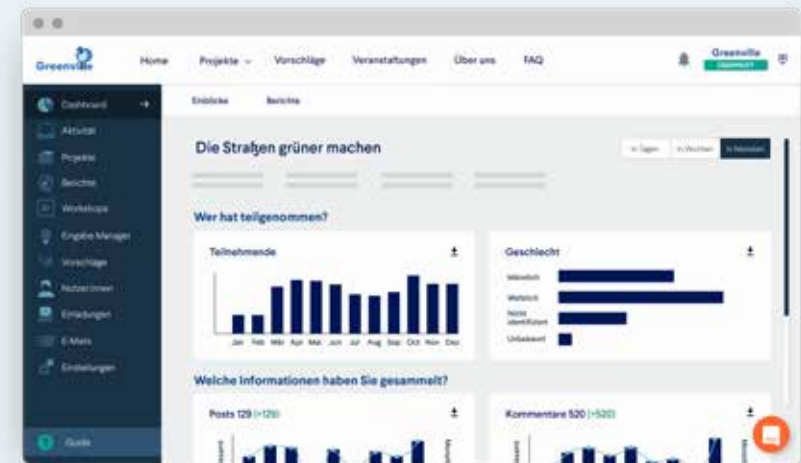 Greenville
Home Projekte Vorschläge Veranstaltungen Über uns FAQ
Greenville
Dashboard
Aktivität
Projekte
Berichte
Workshops
Eingabe Manager
Vorschläge
Nutzer:innen
Einladungen
E-Mails
Einstellungen
Guide
Einblicke Berichte
Die Straßen grüner machen
in Tagen in Wochen in Monaten
Wer hat teilgenommen?
Teilnehmende
Jan Feb Mär Apr Mai Jun Jul Aug Sep Oct Nov Dez
Geschlecht
Männlich
Weiblich
Nicht
identifiziert
Unbekannt
Welche Informationen haben Sie gesammelt?
Posts 129 (+129)
Kommentare 520 (+520)